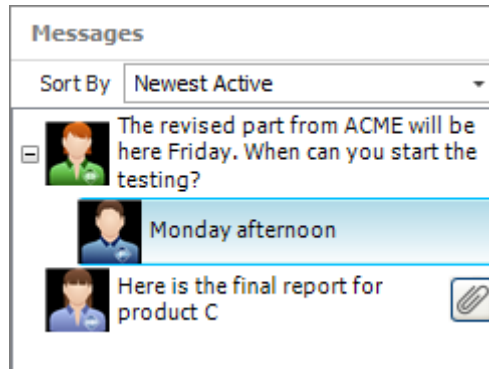 Messages
Sort By Newest Active
The revised part from ACME will be
here Friday. When can you start the
testing?
Monday afternoon
Here is the final report for
product C